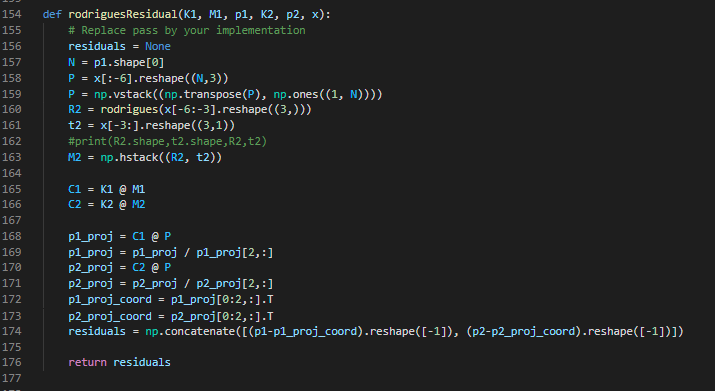 154 def rodriguesResidual(K1, M1, p1, K2, p2, x):
155     # Replace pass by your implementation
156     residuals = None
157     N = p1.shape[0]
158     P = x[:-6].reshape((N,3))
159     P = np.vstack((np.transpose(P), np.ones((1, N))))
160     R2 = rodrigues(x[-6:-3].reshape((3,)))
161     t2 = x[-3:].reshape((3,1))
162     #print(R2.shape,t2.shape,R2,t2)
163     M2 = np.hstack((R2, t2))
164
165     C1 = K1 @ M1
166     C2 = K2 @ M2
167
168     p1_proj = C1 @ P
169     p1_proj = p1_proj / p1_proj[2,:]
170     p2_proj = C2 @ P
171     p2_proj = p2_proj / p2_proj[2,:]
172     p1_proj_coord = p1_proj[0:2,:].T
173     p2_proj_coord = p2_proj[0:2,:].T
174     residuals = np.concatenate([(p1-p1_proj_coord).reshape([-1]), (p2-p2_proj_coord).reshape([-1])])
175
176     return residuals
177